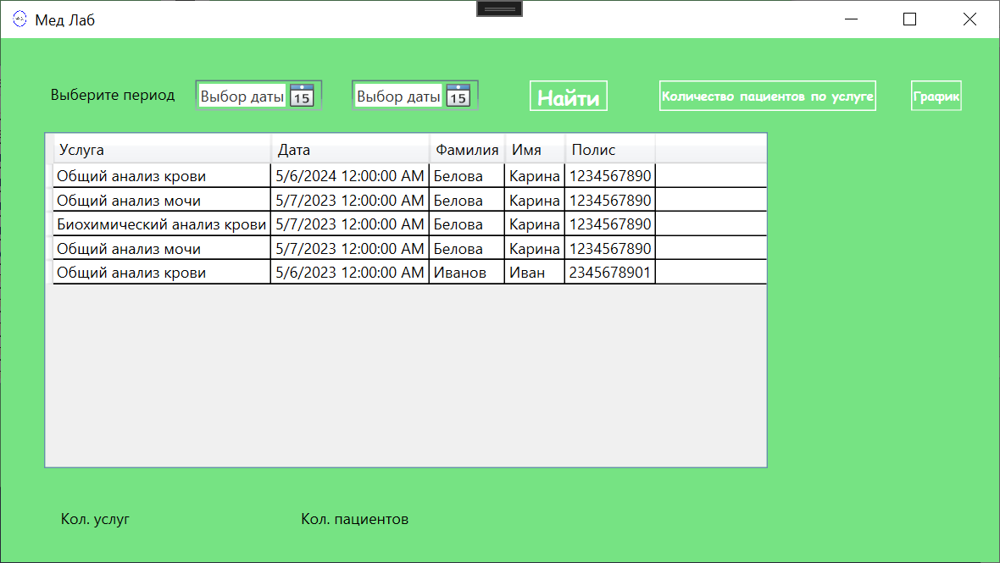 Мед Лаб
Выберите период Выбор даты 15 Выбор даты 15 Найти Количество пациентов по услуге График
Услуга Дата Фамилия Имя Полис
Общий анализ крови 5/6/2024 12:00:00 AM Белова Карина 1234567890
Общий анализ мочи 5/7/2023 12:00:00 AM Белова Карина 1234567890
Биохимический анализ крови 5/7/2023 12:00:00 AM Белова Карина 1234567890
Общий анализ мочи 5/7/2023 12:00:00 AM Белова Карина 1234567890
Общий анализ крови 5/6/2023 12:00:00 AM Иванов Иван 2345678901
Кол. услуг Кол. пациентов